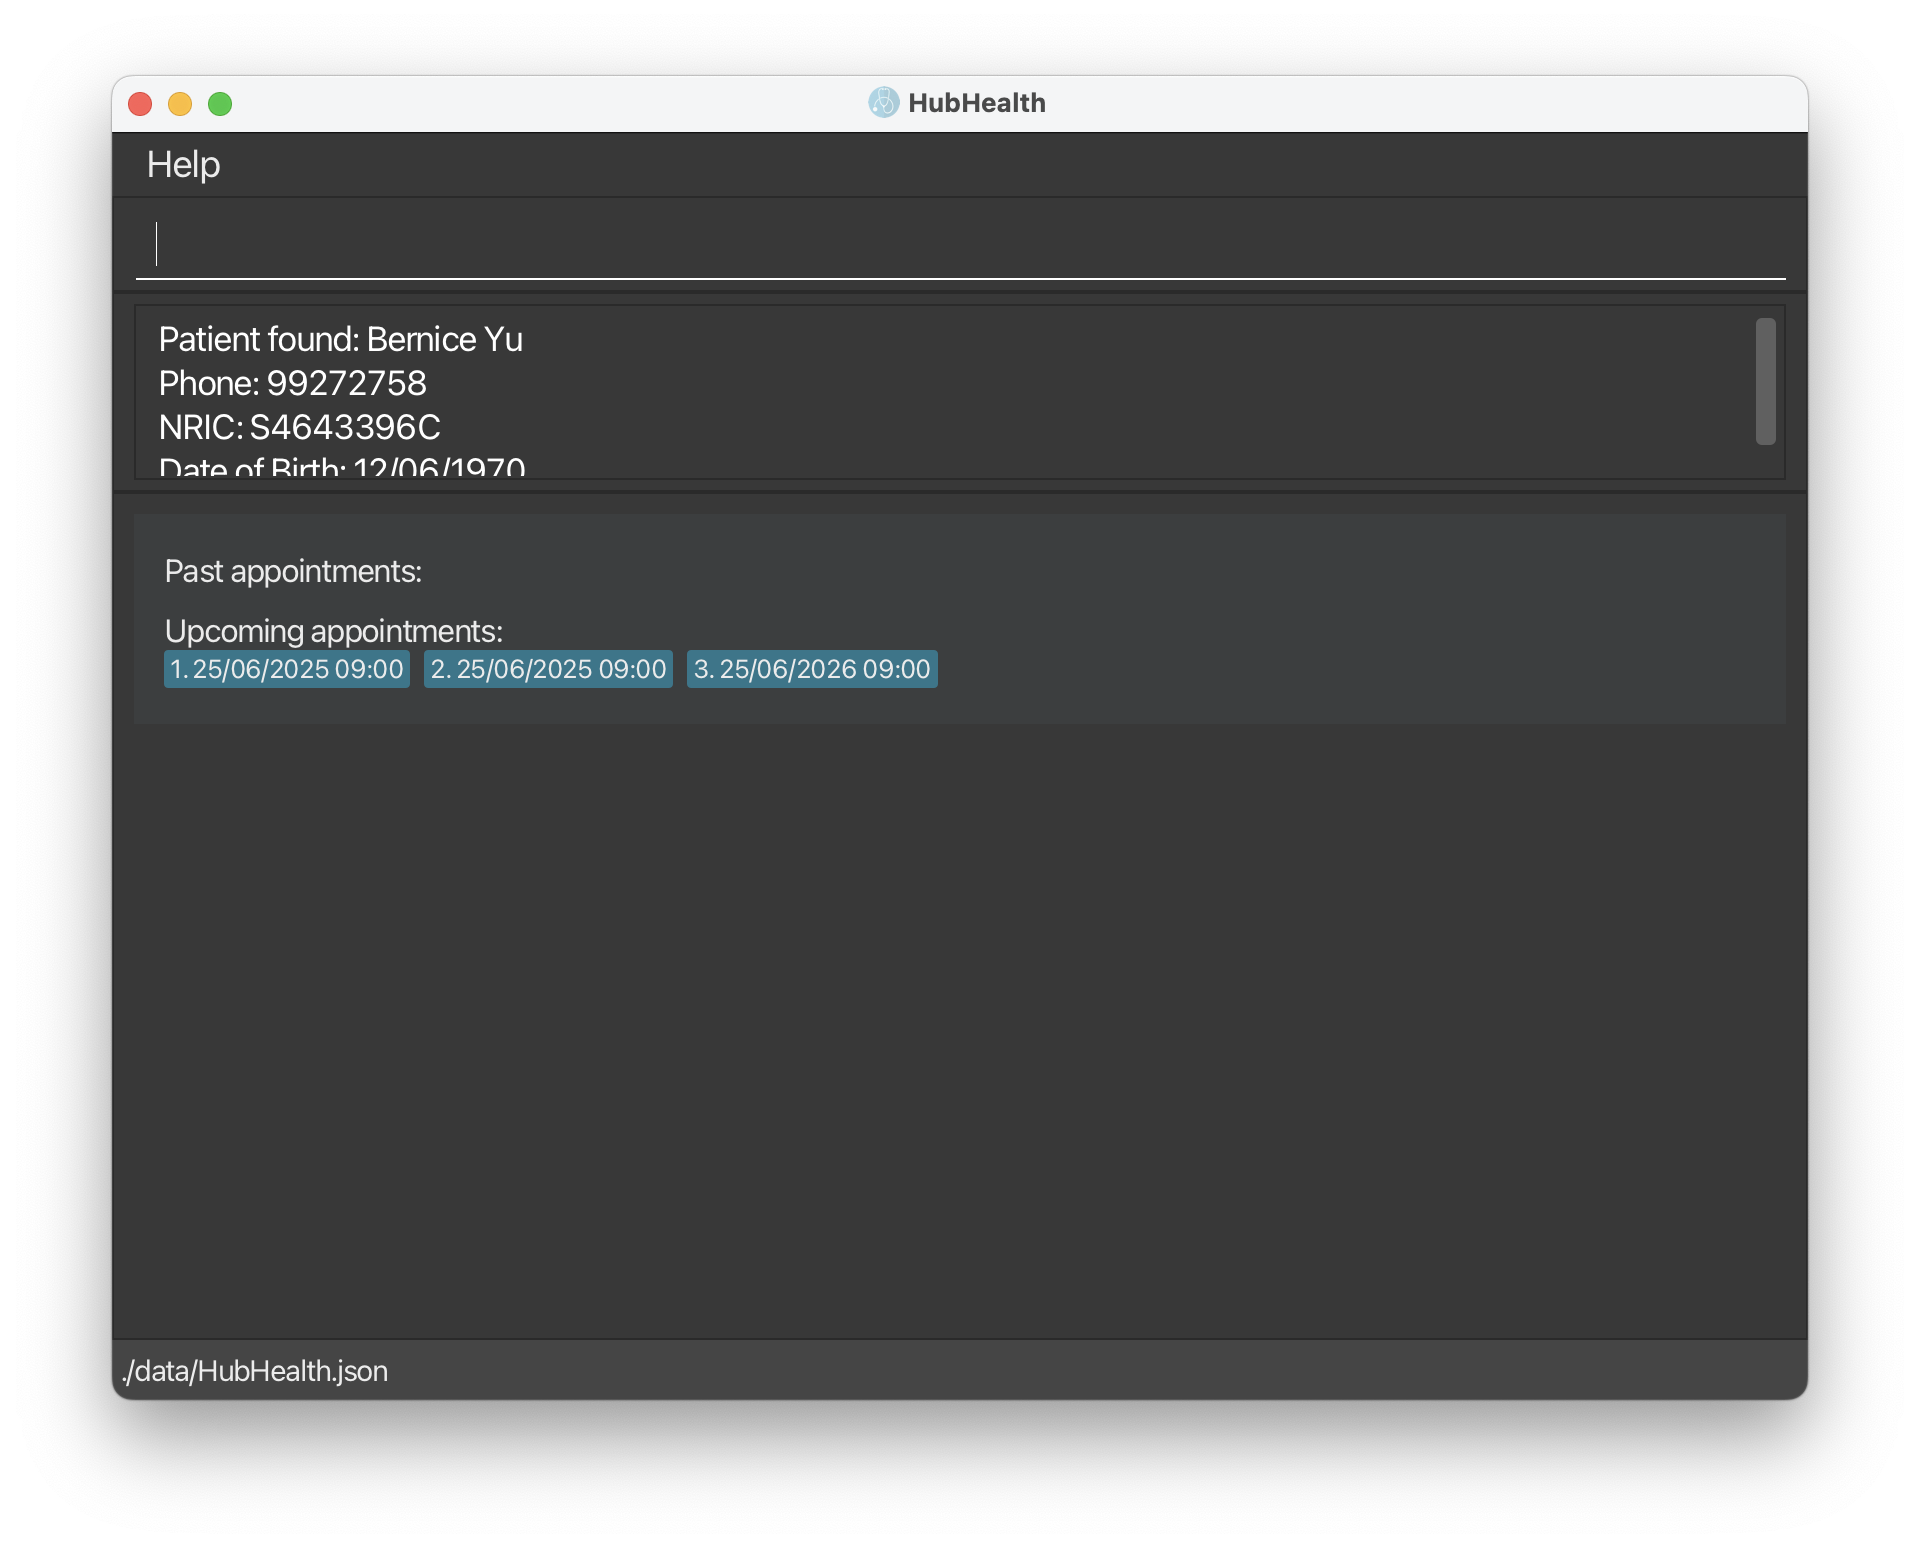 HubHealth
Help
Patient found: Bernice Yu
Phone: 99272758
NRIC: S4643396C
Date of Birth: 12/06/1970
Past appointments:
Upcoming appointments:
1. 25/06/2025 09:00 2. 25/06/2025 09:00 3. 25/06/2026 09:00
./data/HubHealth.json